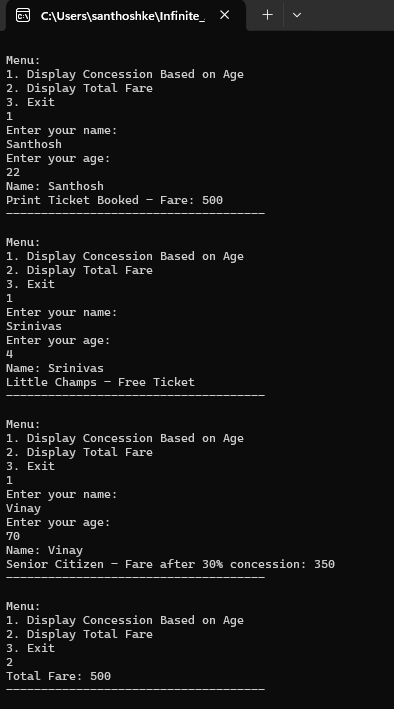 C:\Users\santhoshke\Infinite_
Menu:
1. Display Concession Based on Age
2. Display Total Fare
3. Exit
1
Enter your name:
Santhosh
Enter your age:
22
Name: Santhosh
Print Ticket Booked - Fare: 500
-------------------------------------
Menu:
1. Display Concession Based on Age
2. Display Total Fare
3. Exit
1
Enter your name:
Srinivas
Enter your age:
4
Name: Srinivas
Little Champs - Free Ticket
-------------------------------------
Menu:
1. Display Concession Based on Age
2. Display Total Fare
3. Exit
1
Enter your name:
Vinay
Enter your age:
70
Name: Vinay
Senior Citizen - Fare after 30% concession: 350
-------------------------------------
Menu:
1. Display Concession Based on Age
2. Display Total Fare
3. Exit
2
Total Fare: 500
-------------------------------------